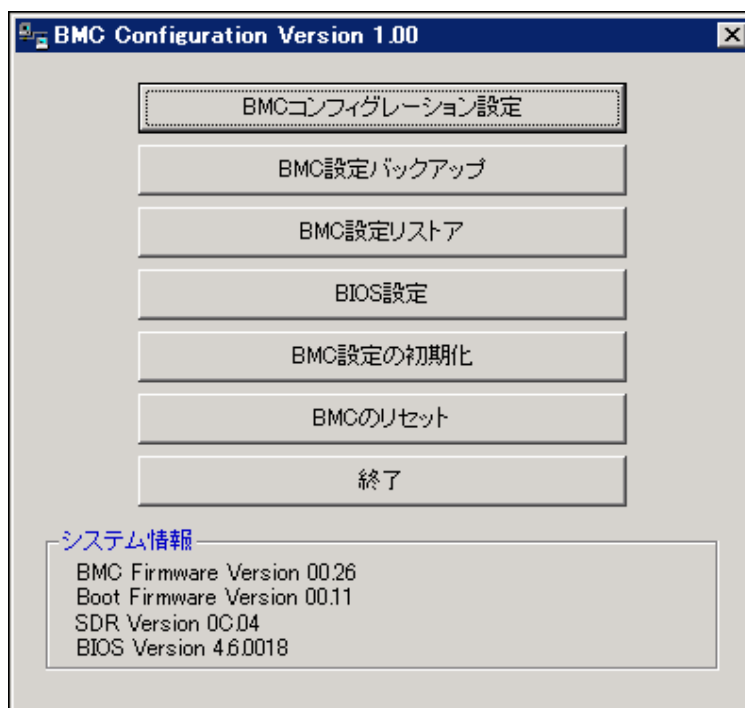 BMC Configuration Version 1.00
BMCコンフィグレーション設定
BMC設定バックアップ
BMC設定リストア
BIOS設定
BMC設定の初期化
BMCのリセット
終了
システム情報
BMC Firmware Version 00.26
Boot Firmware Version 00.11
SDR Version 0C.04
BIOS Version 4.6.0018